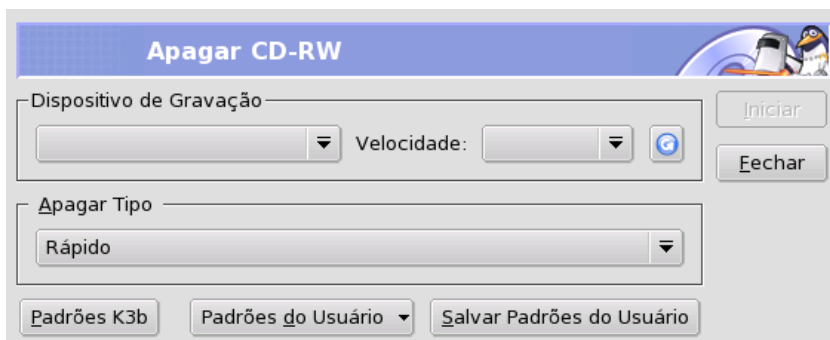 Apagar CD-RW
Dispositivo de Gravação
Iniciar
Velocidade:
Fechar
Apagar Tipo
Rápido
Padrões K3b
Padrões do Usuário
Salvar Padrões do Usuário